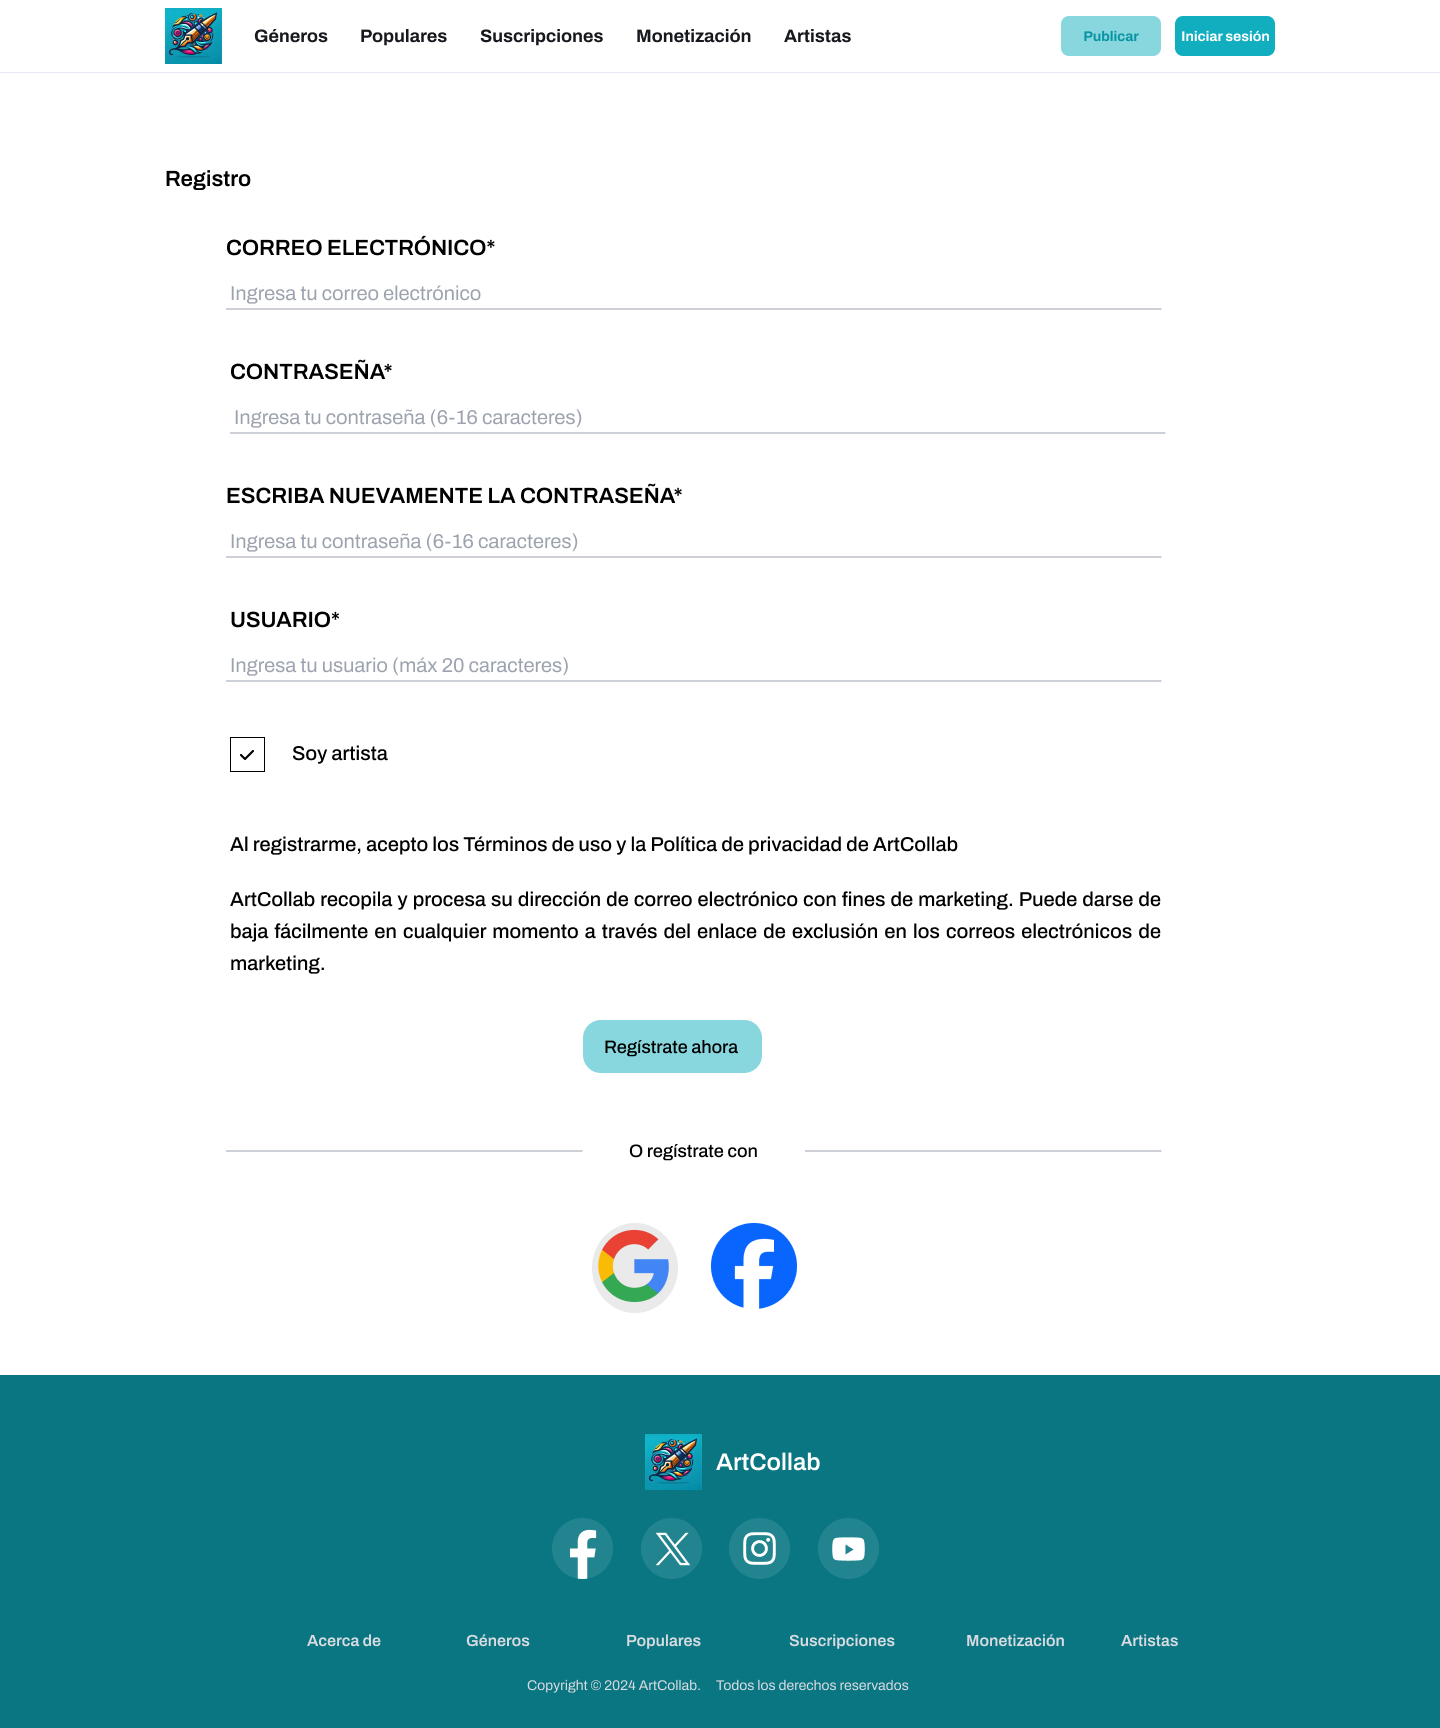 Géneros Populares Suscripciones Monetización Artistas Publicar Iniciar sesión
Registro
CORREO ELECTRÓNICO*
Ingresa tu correo electrónico
CONTRASEÑA*
Ingresa tu contraseña (6-16 caracteres)
ESCRIBA NUEVAMENTE LA CONTRASEÑA*
Ingresa tu contraseña (6-16 caracteres)
USUARIO*
Ingresa tu usuario (máx 20 caracteres)
Soy artista
Al registrarme, acepto los Términos de uso y la Política de privacidad de ArtCollab
ArtCollab recopila y procesa su dirección de correo electrónico con fines de marketing. Puede darse de
baja fácilmente en cualquier momento a través del enlace de exclusión en los correos electrónicos de
marketing.
Regístrate ahora
O regístrate con
ArtCollab
Acerca de Géneros Populares Suscripciones Monetización Artistas
Copyright © 2024 ArtCollab. Todos los derechos reservados